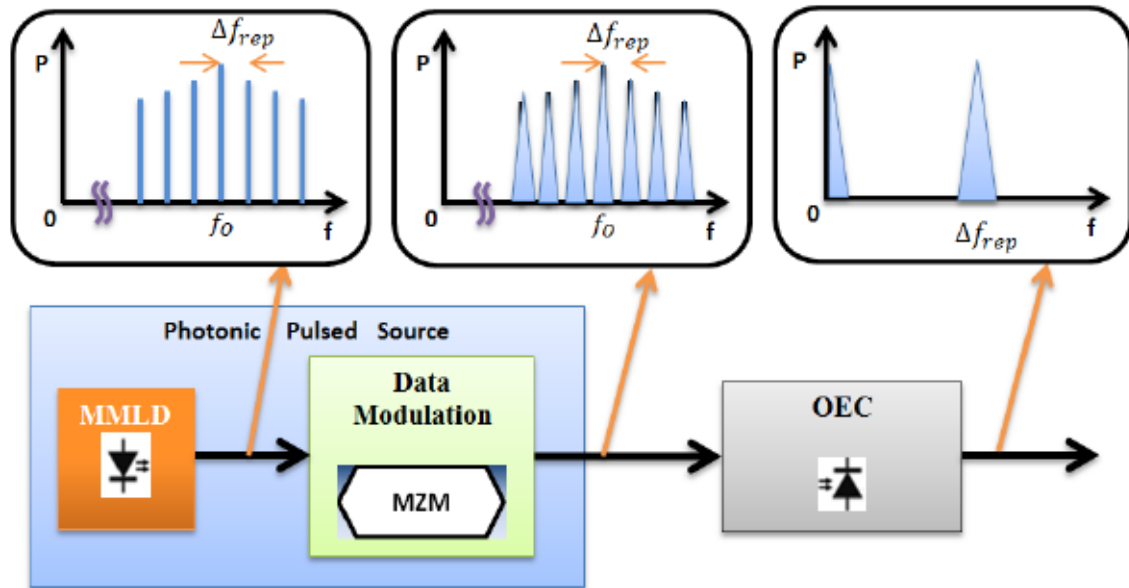 Δf_rep
P
0
f_O
f
Δf_rep
P
0
f_O
f
P
0
Δf_rep
f
Photonic Pulsed Source
MMLD
Data
Modulation
MZM
OEC